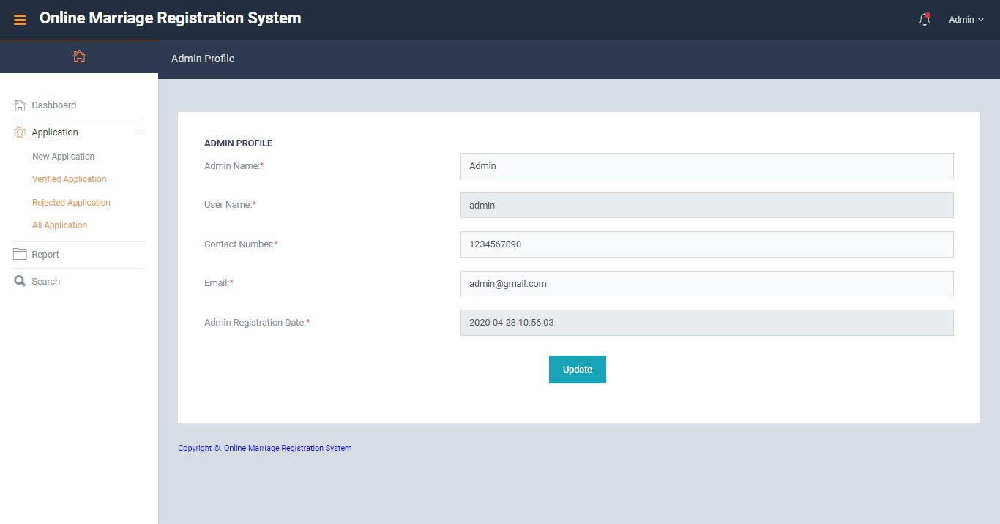 Online Marriage Registration System
Admin
Admin Profile
Dashboard
Application
New Application
Verified Application
Rejected Application
All Application
Report
Search
ADMIN PROFILE
Admin Name:* Admin
User Name:* admin
Contact Number:* 1234567890
Email:* admin@gmail.com
Admin Registration Date:* 2020-04-28 10:56:03
Update
Copyright ©. Online Marriage Registration System